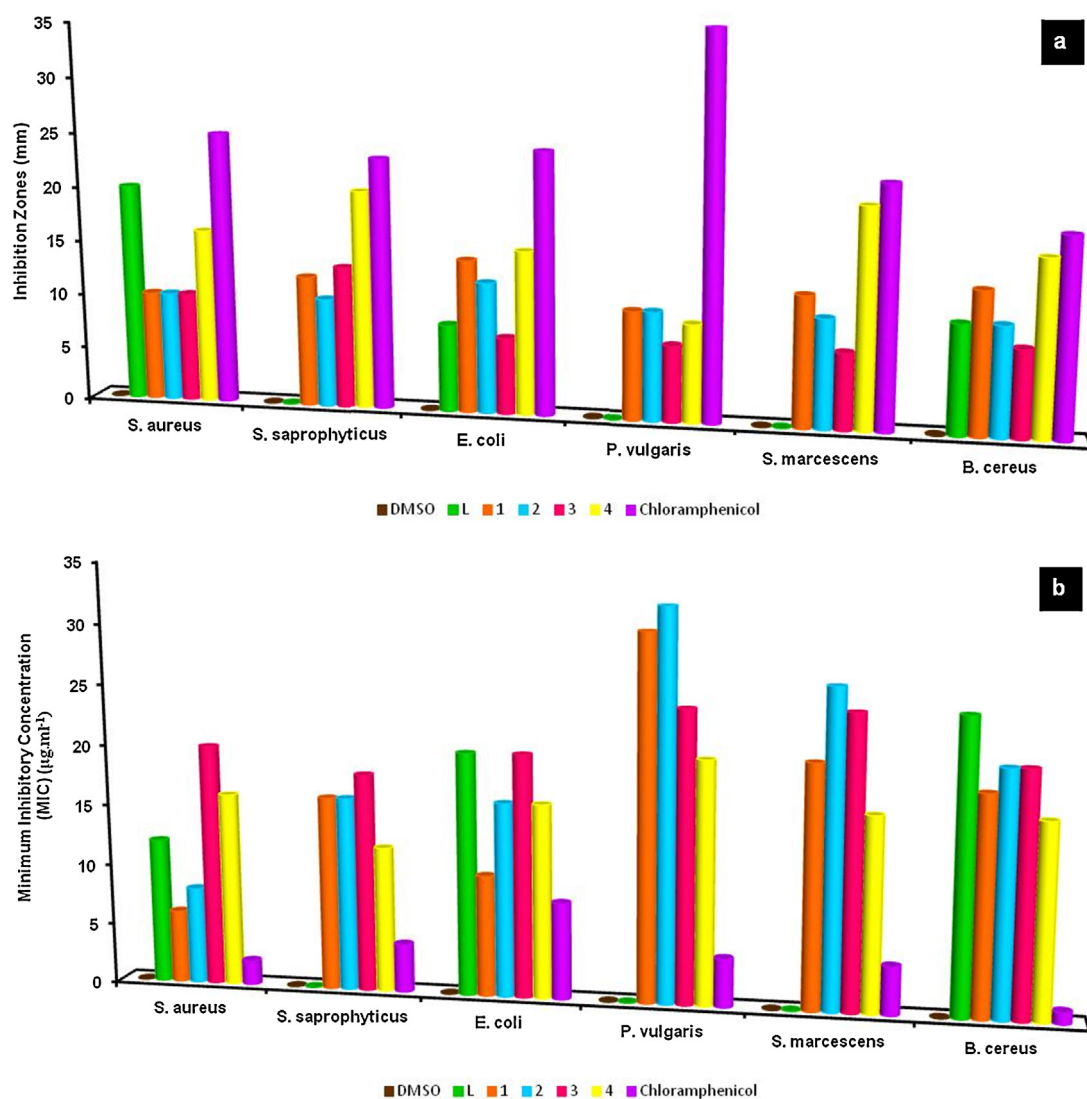 a
35
30
25
20
15
10
5
0
Inhibition Zones (mm)
S. aureus
S. saprophyticus
E. coli
P. vulgaris
S. marcescens
B. cereus
DMSO L 1 2 3 4 Chloramphenicol
b
35
30
25
20
15
10
5
0
Minimum Inhibitory Concentration
(MIC) (µg.ml⁻¹)
S. aureus
S. saprophyticus
E. coli
P. vulgaris
S. marcescens
B. cereus
DMSO L 1 2 3 4 Chloramphenicol